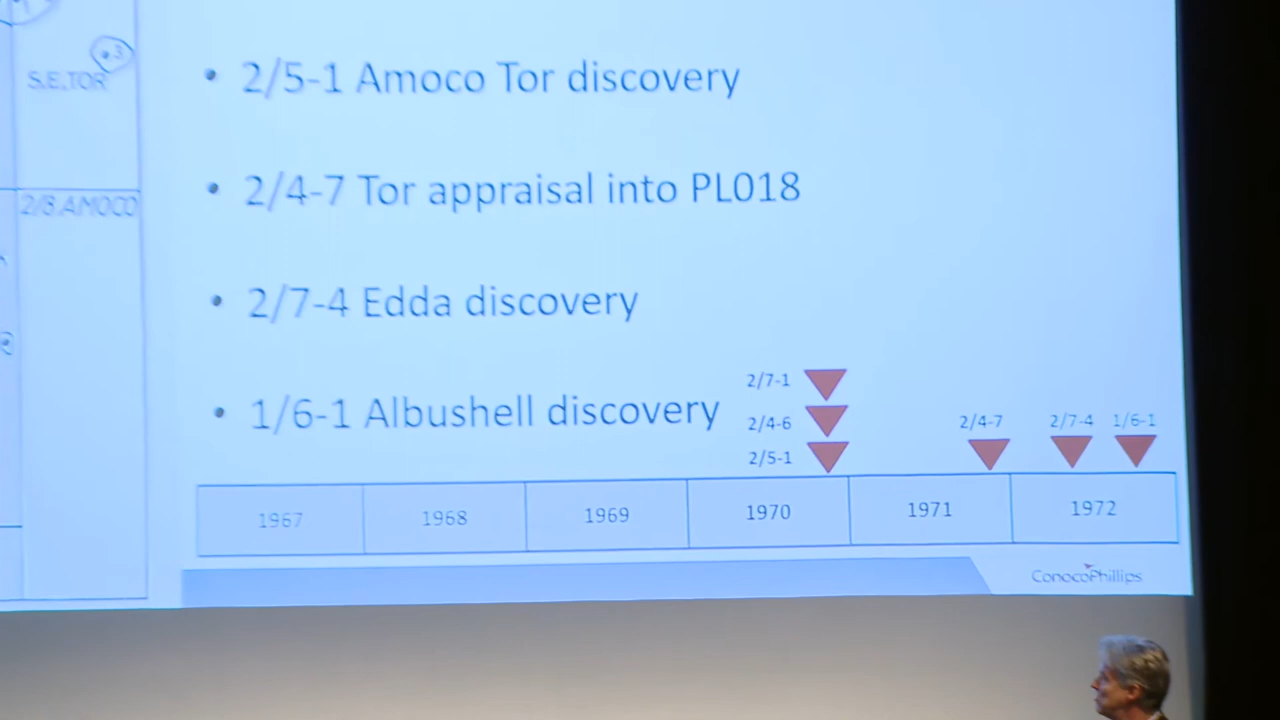 3
S.E.TOR
2/8 AMOCO
• 2/5-1 Amoco Tor discovery
• 2/4-7 Tor appraisal into PL018
• 2/7-4 Edda discovery
• 1/6-1 Albushell discovery
2/7-1
2/4-6
2/5-1
2/4-7 2/7-4 1/6-1
1967 1968 1969 1970 1971 1972
ConocoPhillips